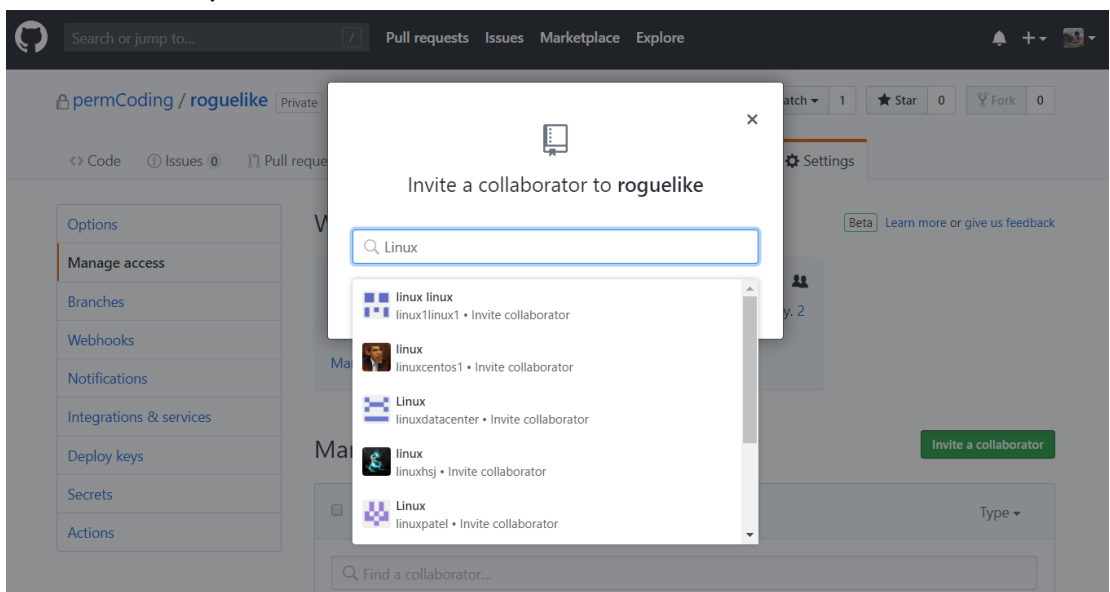 Search or jump to... / Pull requests Issues Marketplace Explore
permCoding / roguelike Private atch 1 Star 0 Fork 0
Code Issues 0 Pull reque Settings
Invite a collaborator to roguelike
Options
Manage access
Branches
Webhooks
Notifications
Integrations & services
Deploy keys
Secrets
Actions
Beta Learn more or give us feedback
Linux
y. 2
linux linux
linux1linux1 • Invite collaborator
linux
linuxcentos1 • Invite collaborator
Linux
linuxdatacenter • Invite collaborator
linux
linuxhsj • Invite collaborator
Linux
linuxpatel • Invite collaborator
Invite a collaborator
Type
Find a collaborator...